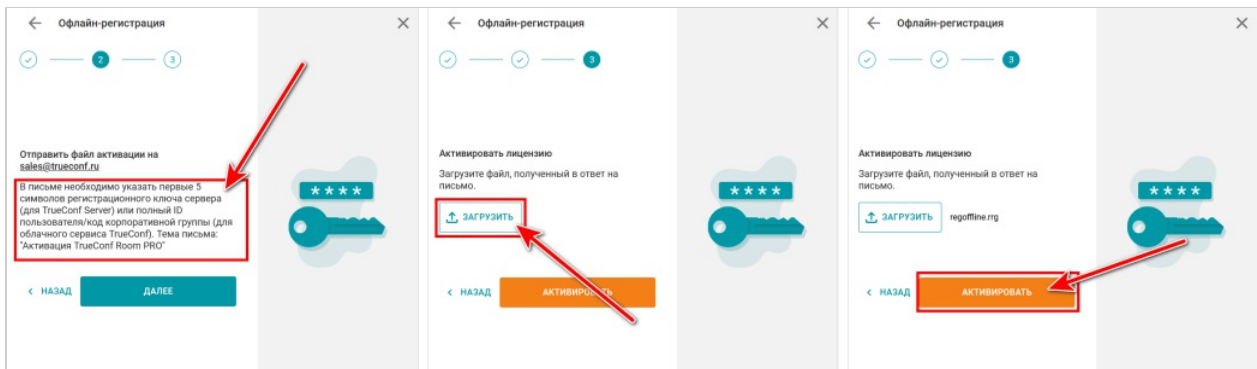 Офлайн-регистрация
2
3
Отправить файл активации на
sales@trueconf.ru
В письме необходимо указать первые 5
символов регистрационного ключа сервера
(для TrueConf Server) или полный ID
пользователя/код корпоративной группы (для
облачного сервиса TrueConf). Тема письма:
"Активация TrueConf Room PRO"
НАЗАД
ДАЛЕЕ
****
Офлайн-регистрация
3
Активировать лицензию
Загрузите файл, полученный в ответ на
письмо.
ЗАГРУЗИТЬ
НАЗАД
АКТИВИРОВАТЬ
****
Офлайн-регистрация
3
Активировать лицензию
Загрузите файл, полученный в ответ на
письмо.
ЗАГРУЗИТЬ regoffline.rrg
НАЗАД
АКТИВИРОВАТЬ
****